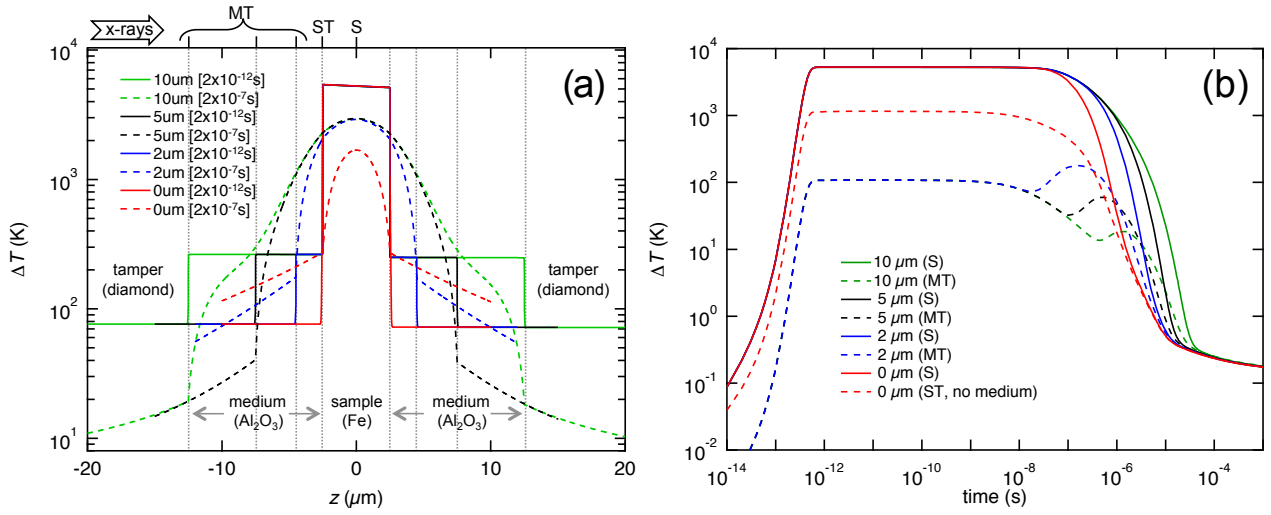 x-rays
MT
ST
S
(a)
10⁴
10³
10²
10¹
ΔT (K)
10um [2x10⁻¹²s]
10um [2x10⁻⁷s]
5um [2x10⁻¹²s]
5um [2x10⁻⁷s]
2um [2x10⁻¹²s]
2um [2x10⁻⁷s]
0um [2x10⁻¹²s]
0um [2x10⁻⁷s]
tamper
(diamond)
tamper
(diamond)
medium
(Al₂O₃)
sample
(Fe)
medium
(Al₂O₃)
-20
-10
0
10
20
z (μm)
(b)
10⁴
10³
10²
10¹
10⁰
10⁻¹
10⁻²
ΔT (K)
10 μm (S)
10 μm (MT)
5 μm (S)
5 μm (MT)
2 μm (S)
2 μm (MT)
0 μm (S)
0 μm (ST, no medium)
10⁻¹⁴
10⁻¹²
10⁻¹⁰
10⁻⁸
10⁻⁶
10⁻⁴
time (s)